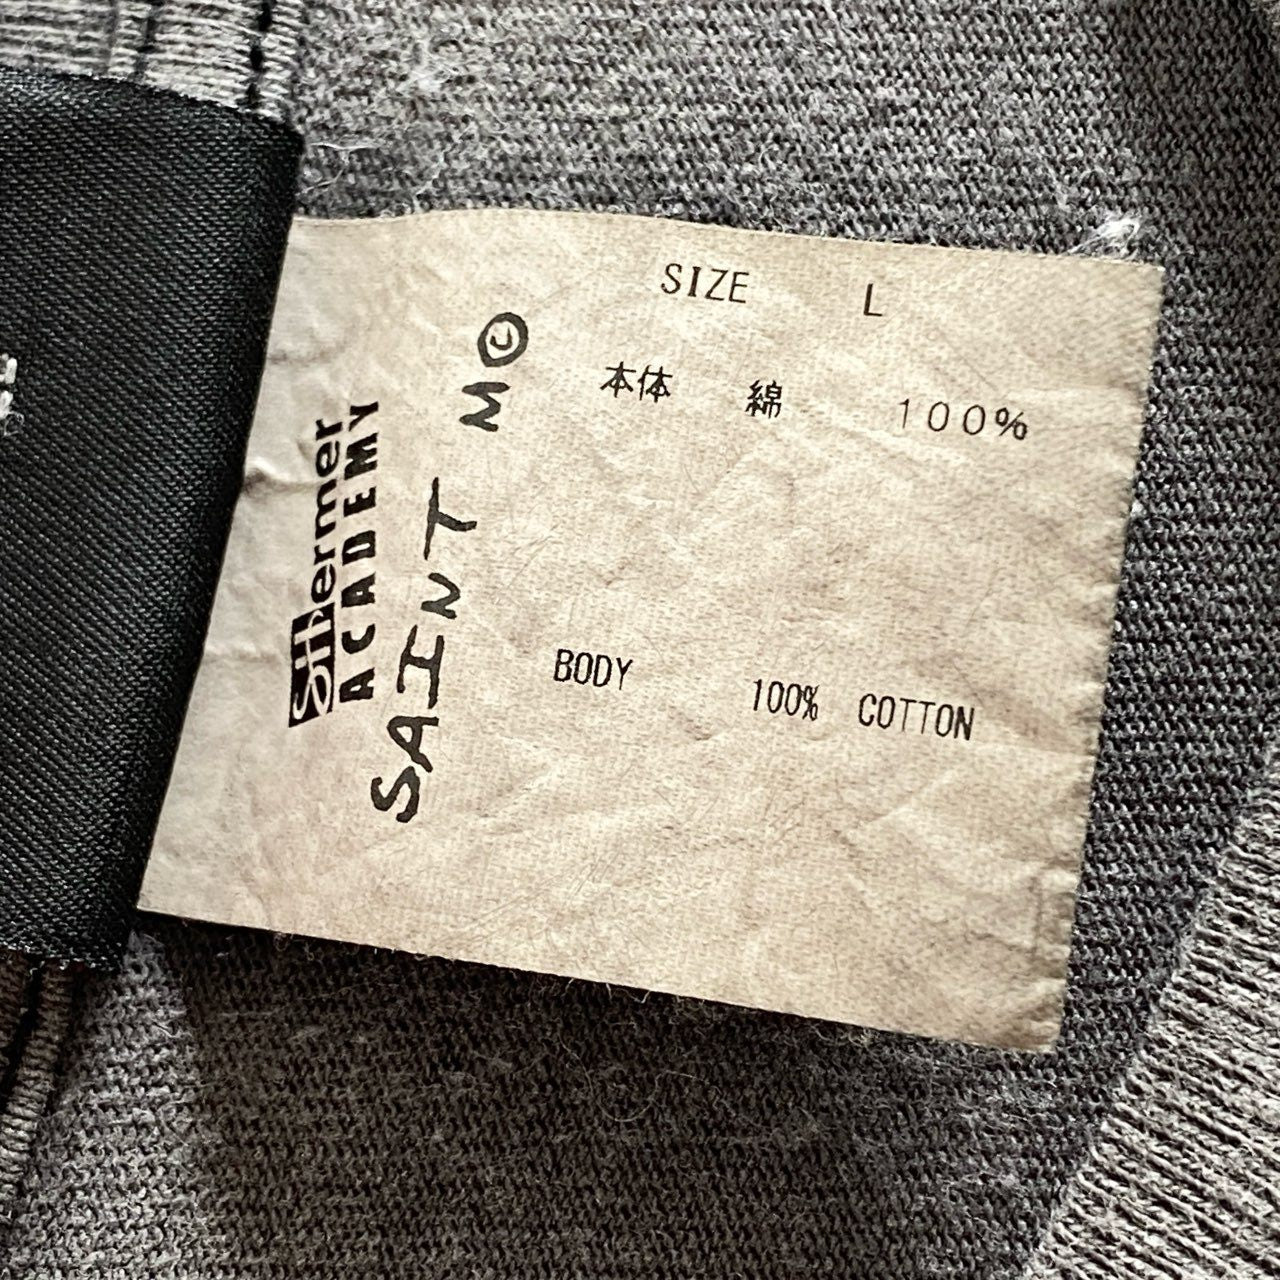 SIZE L
本体 綿 100%
BODY 100% COTTON
SHermer
ACADEMY
SAINT M©